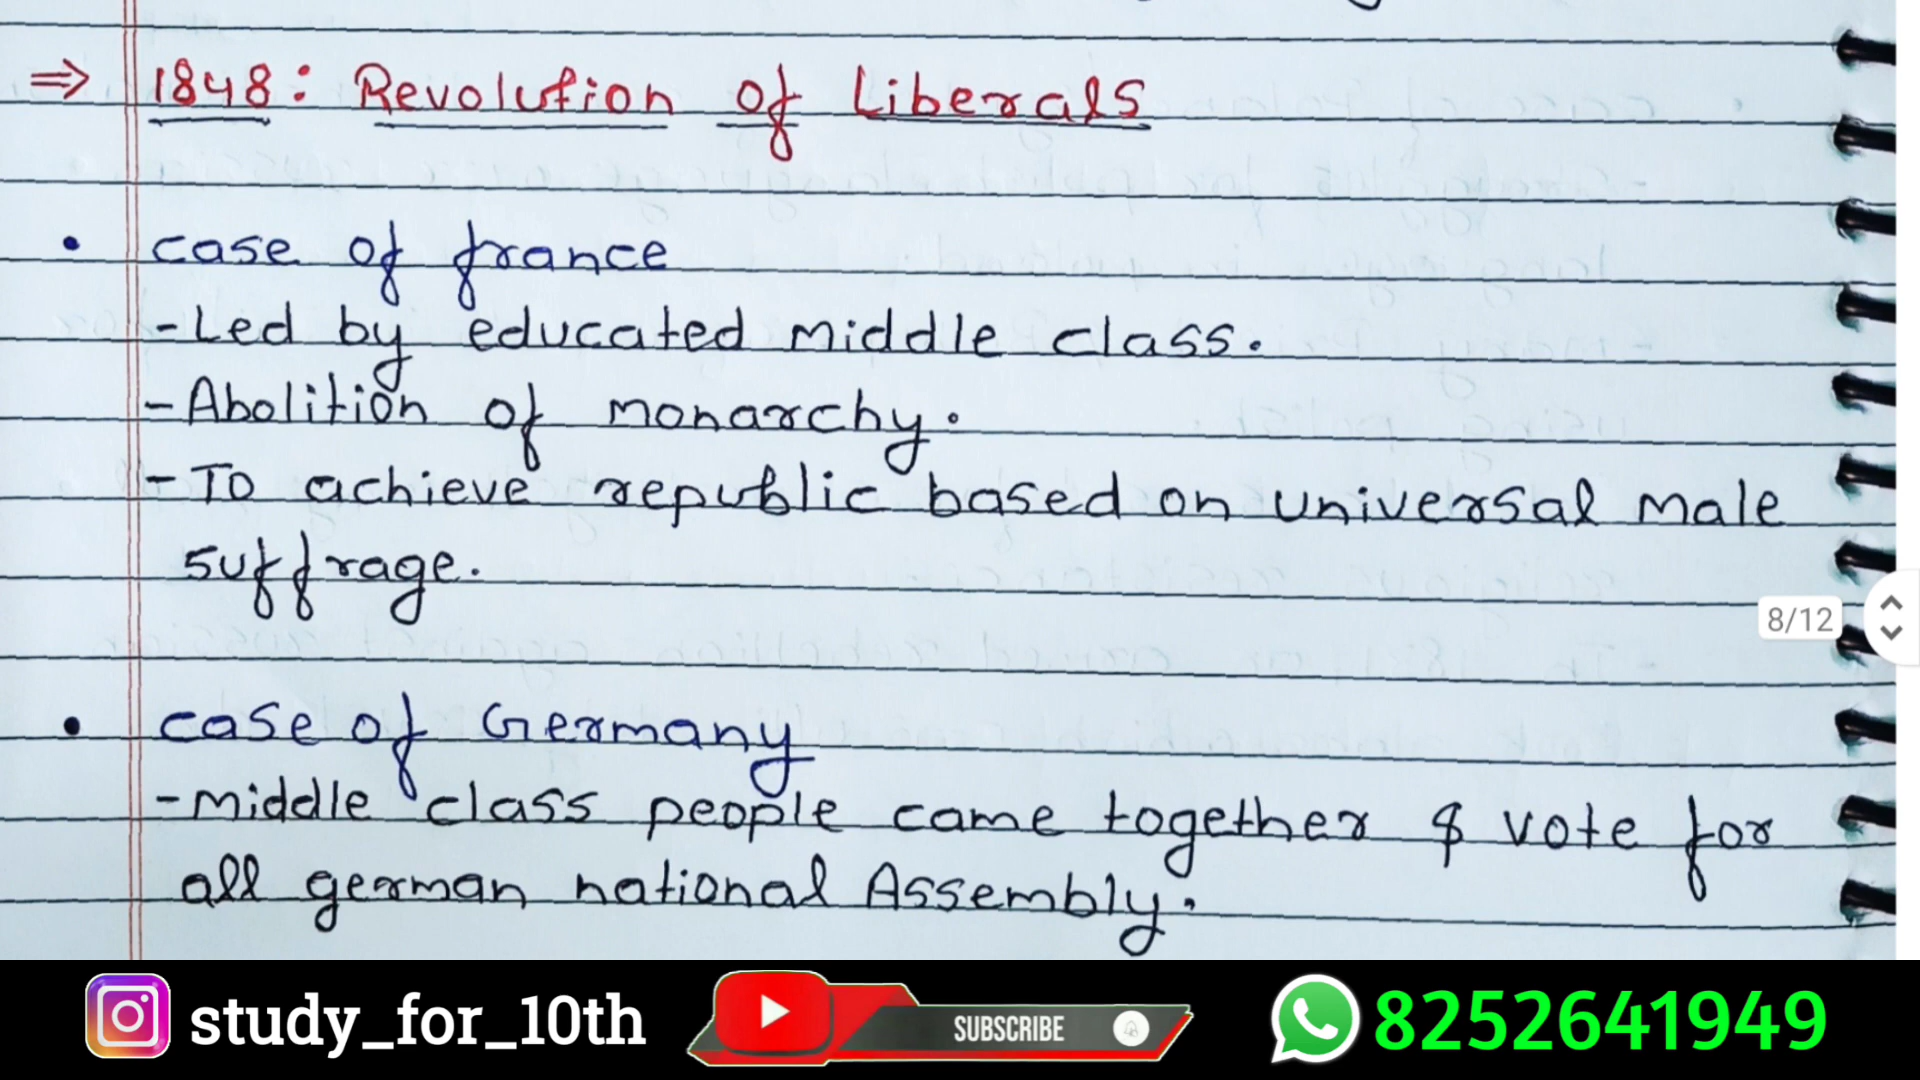 ⇒ 1848: Revolution of Liberals
• case of france
- Led by educated middle class.
- Abolition of monarchy.
- To achieve republic based on universal male
suffrage.
8/12
• case of Germany
- middle class people came together & vote for
all german national Assembly.
study_for_10th
SUBSCRIBE
8252641949